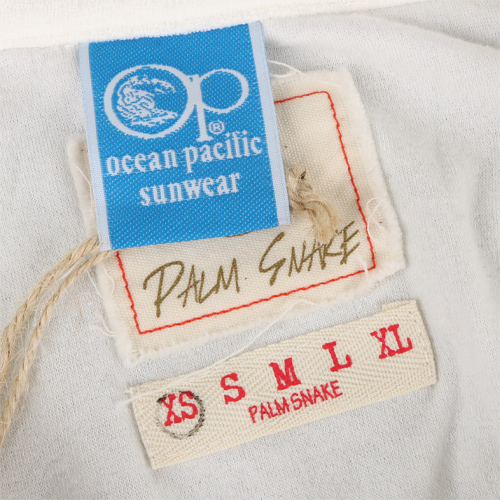 Op®
ocean pacific
sunwear
PALM SNAKE
XS S M L XL
PALM SNAKE